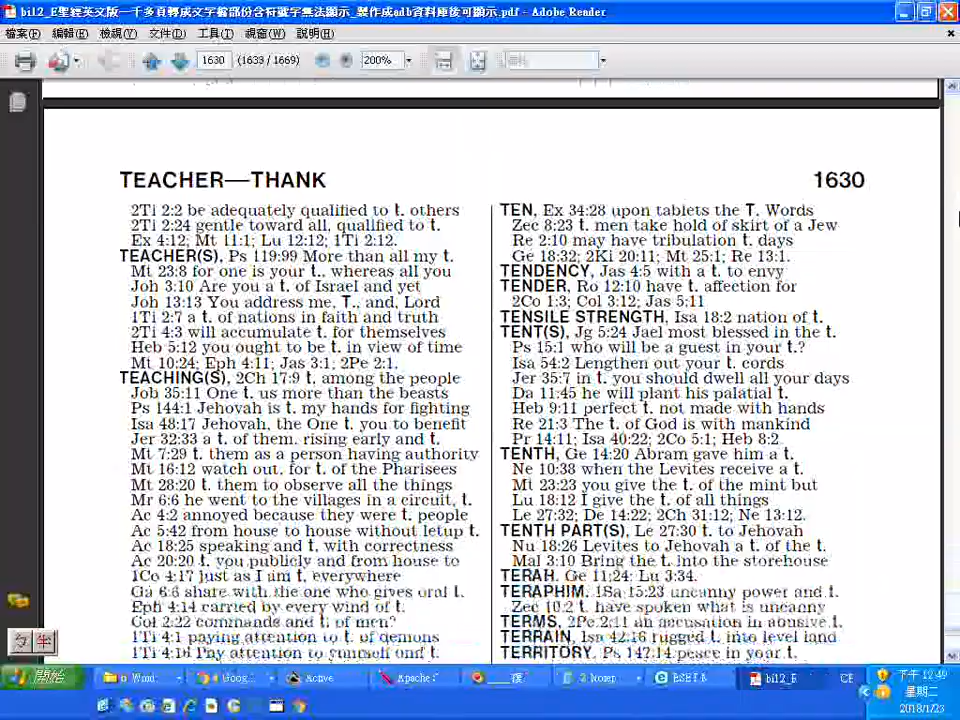 bi12_E聖經英文版—千多頁轉成文字檔部份含符號字無法顯示_製作成adb資料庫後可顯示.pdf - Adobe Reader
檔案(F) 編輯(E) 檢視(V) 文件(D) 工具(T) 視窗(W) 說明(H)
1630 (1633 / 1669) 200% 尋找
TEACHER—THANK
1630
2Ti 2:2 be adequately qualified to t. others
2Ti 2:24 gentle toward all, qualified to t.
Ex 4:12; Mt 11:1; Lu 12:12; 1Ti 2:12.
TEACHER(S), Ps 119:99 More than all my t.
Mt 23:8 for one is your t., whereas all you
Joh 3:10 Are you a t. of Israel and yet
Joh 13:13 You address me, T., and, Lord
1Ti 2:7 a t. of nations in faith and truth
2Ti 4:3 will accumulate t. for themselves
Heb 5:12 you ought to be t. in view of time
Mt 10:24; Eph 4:11; Jas 3:1; 2Pe 2:1.
TEACHING(S), 2Ch 17:9 t. among the people
Job 35:11 One t. us more than the beasts
Ps 144:1 Jehovah is t. my hands for fighting
Isa 48:17 Jehovah, the One t. you to benefit
Jer 32:33 a t. of them, rising early and t.
Mt 7:29 t. them as a person having authority
Mt 16:12 watch out, for t. of the Pharisees
Mt 28:20 t. them to observe all the things
Mr 6:6 he went to the villages in a circuit, t.
Ac 4:2 annoyed because they were t. people
Ac 5:42 from house to house without letup t.
Ac 18:25 speaking and t. with correctness
Ac 20:20 t. you publicly and from house to
1Co 4:17 just as I am t. everywhere
Ga 6:6 share with the one who gives oral t.
Eph 4:14 carried by every wind of t.
Col 2:22 commands and t. of men?
1Ti 4:1 paying attention to t. of demons
1Ti 4:16 Pay attention to yourself and t.
TEN, Ex 34:28 upon tablets the T. Words
Zec 8:23 t. men take hold of skirt of a Jew
Re 2:10 may have tribulation t. days
Ge 18:32; 2Ki 20:11; Mt 25:1; Re 13:1.
TENDENCY, Jas 4:5 with a t. to envy
TENDER, Ro 12:10 have t. affection for
2Co 1:3; Col 3:12; Jas 5:11
TENSILE STRENGTH, Isa 18:2 nation of t.
TENT(S), Jg 5:24 Jael most blessed in the t.
Ps 15:1 who will be a guest in your t.?
Isa 54:2 Lengthen out your t. cords
Jer 35:7 in t. you should dwell all your days
Da 11:45 he will plant his palatial t.
Heb 9:11 perfect t. not made with hands
Re 21:3 The t. of God is with mankind
Pr 14:11; Isa 40:22; 2Co 5:1; Heb 8:2.
TENTH, Ge 14:20 Abram gave him a t.
Ne 10:38 when the Levites receive a t.
Mt 23:23 you give the t. of the mint but
Lu 18:12 I give the t. of all things
Le 27:32; De 14:22; 2Ch 31:12; Ne 13:12.
TENTH PART(S), Le 27:30 t. to Jehovah
Nu 18:26 Levites to Jehovah a t. of the t.
Mal 3:10 Bring the t. into the storehouse
TERAH, Ge 11:24; Lu 3:34.
TERAPHIM, 1Sa 15:23 uncanny power and t.
Zec 10:2 t. have spoken what is uncanny
TERMS, 2Pe 2:11 an accusation in abusive t.
TERRAIN, Isa 42:16 rugged t. into level land
TERRITORY, Ps 147:14 peace in your t.
ㄅ 半
開始 Goog... Active Apache 2 Notep ESET bi12_E CE 下午 12:49
星期二
2018/1/23